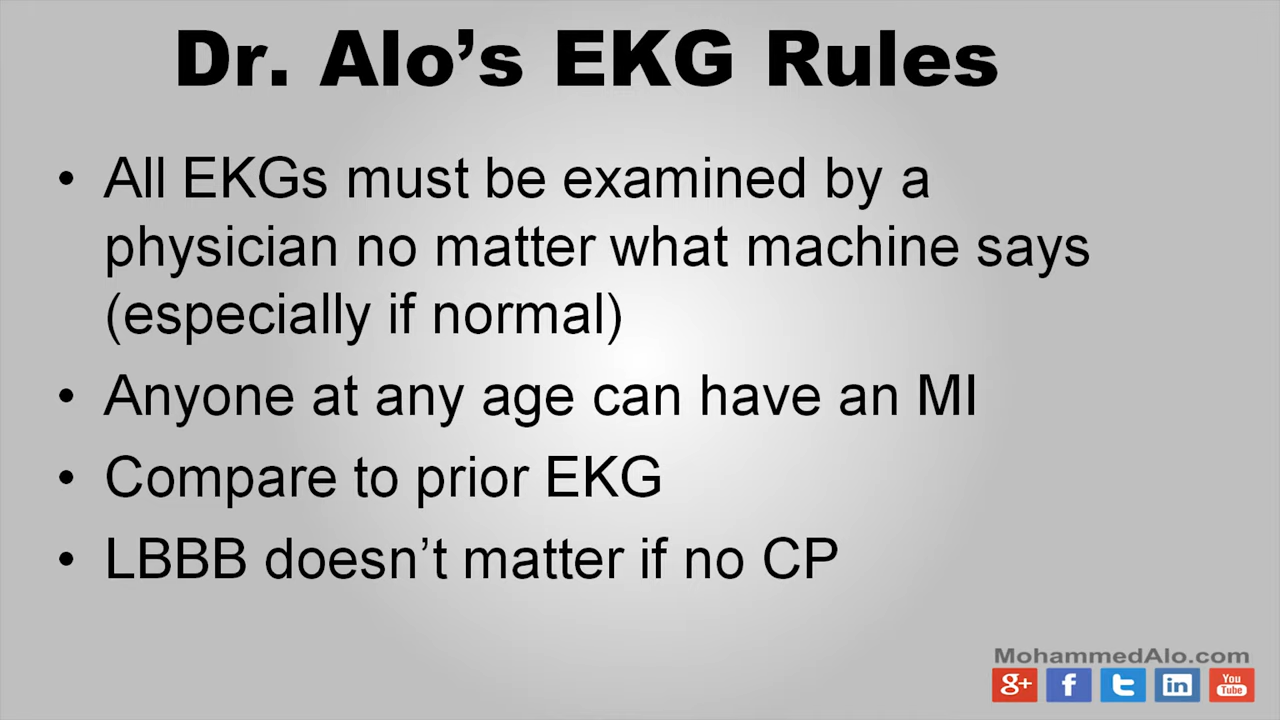 Dr. Alo’s EKG Rules
• All EKGs must be examined by a
physician no matter what machine says
(especially if normal)
• Anyone at any age can have an MI
• Compare to prior EKG
• LBBB doesn’t matter if no CP
MohammedAlo.com
g+ f in You Tube